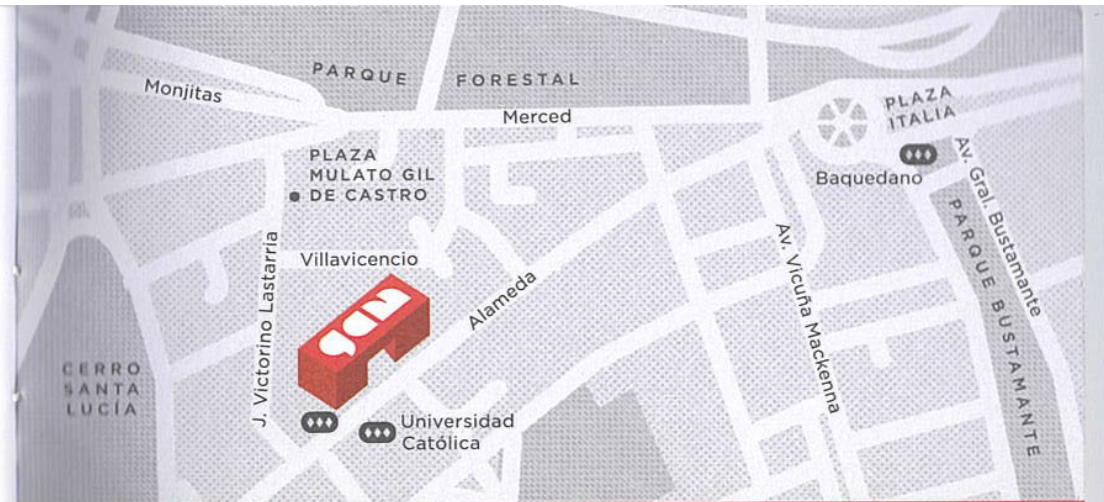 PARQUE FORESTAL
Monjitas
Merced
PLAZA
ITALIA
PLAZA
MULATO GIL
DE CASTRO
Baquedano
Av. Gral. Bustamante
PARQUE BUSTAMANTE
Villavicencio
J. Victorino Lastarria
Alameda
Av. Vicuña Mackenna
CERRO
SANTA
LUCÍA
Universidad
Católica